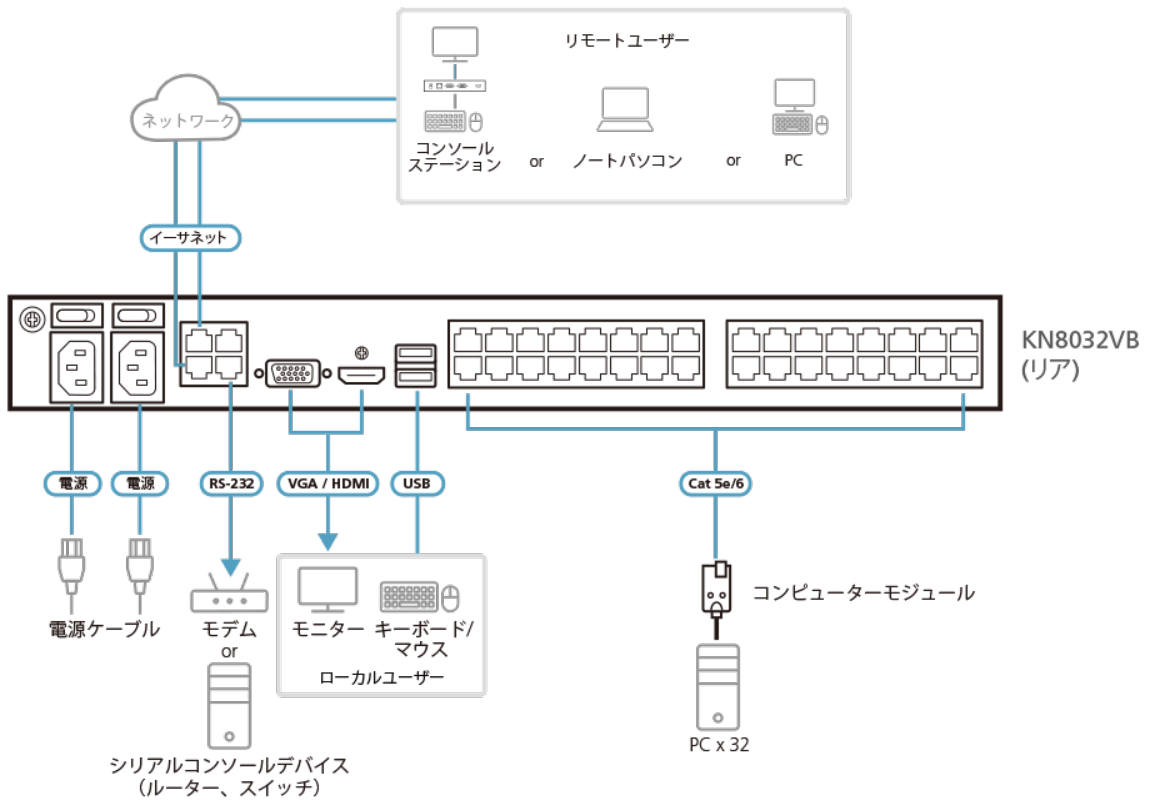 リモートユーザー
ネットワーク
コンソール
ステーション
or
ノートパソコン
or
PC
イーサネット
KN8032VB
(リア)
電源
電源
RS-232
VGA / HDMI
USB
Cat 5e/6
電源ケーブル
モデム
or
シリアルコンソールデバイス
（ルーター、スイッチ）
モニター
キーボード/
マウス
ローカルユーザー
コンピューターモジュール
PC x 32